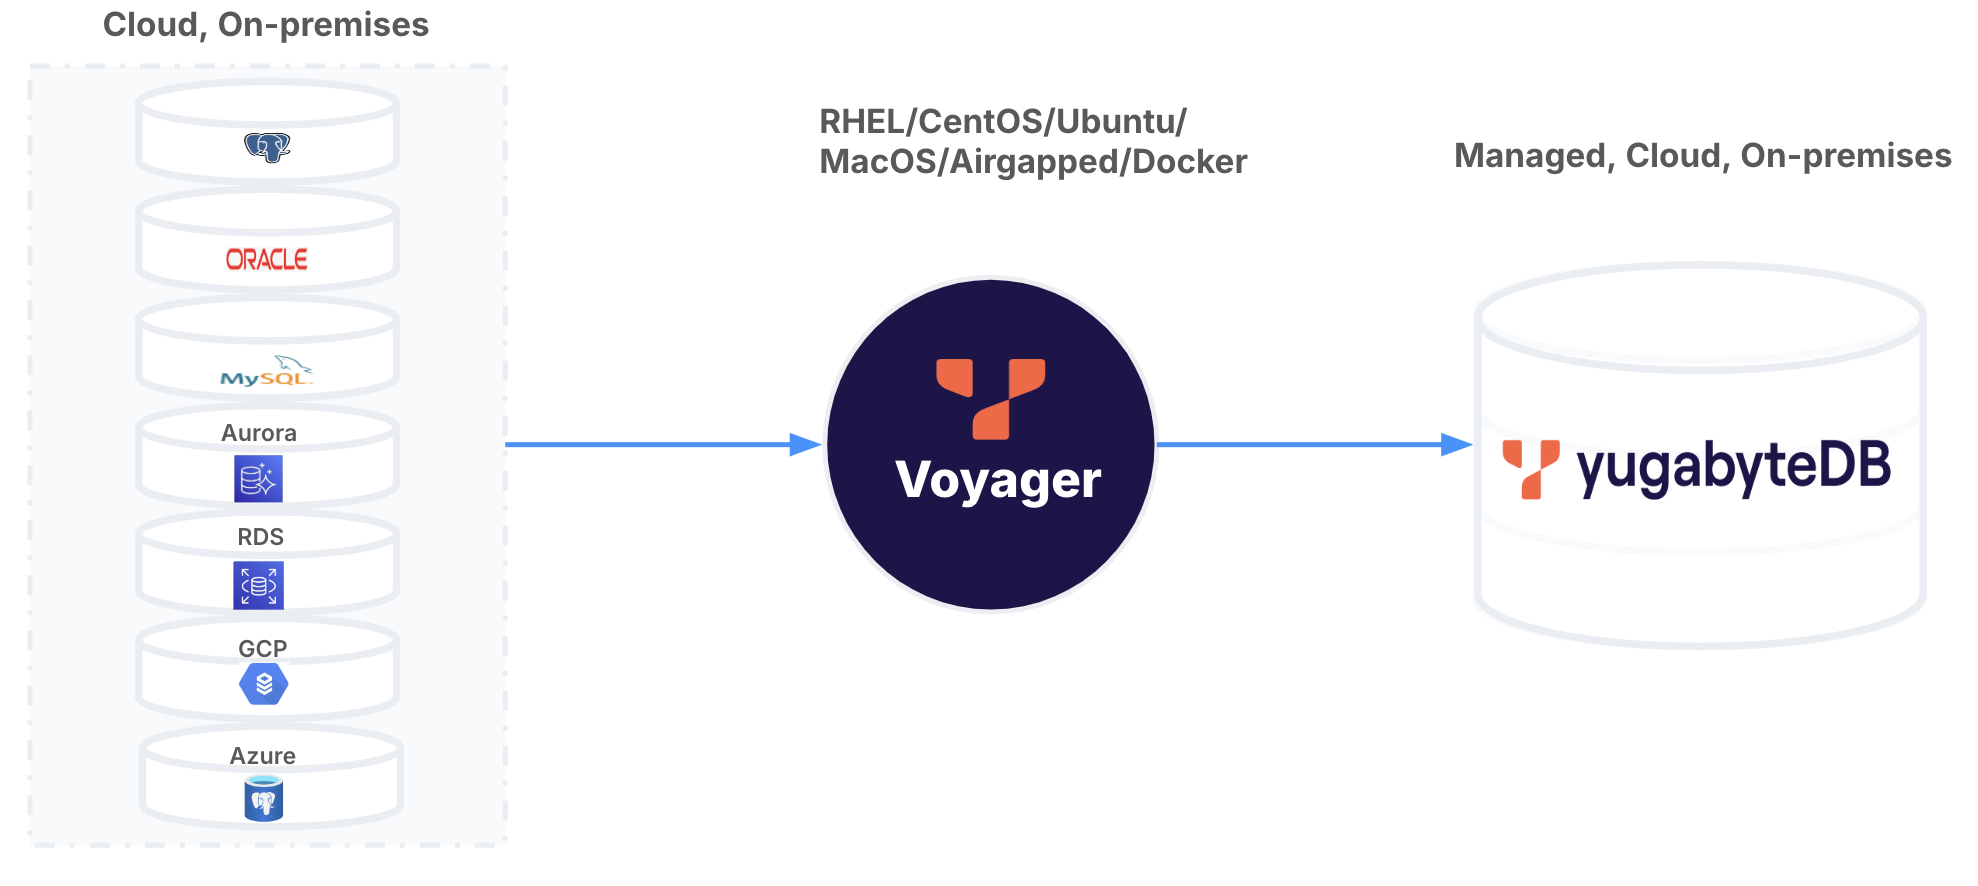 Cloud, On-premises
ORACLE
MySQL
Aurora
RDS
GCP
Azure
RHEL/CentOS/Ubuntu/
MacOS/Airgapped/Docker
Voyager
Managed, Cloud, On-premises
yugabyteDB